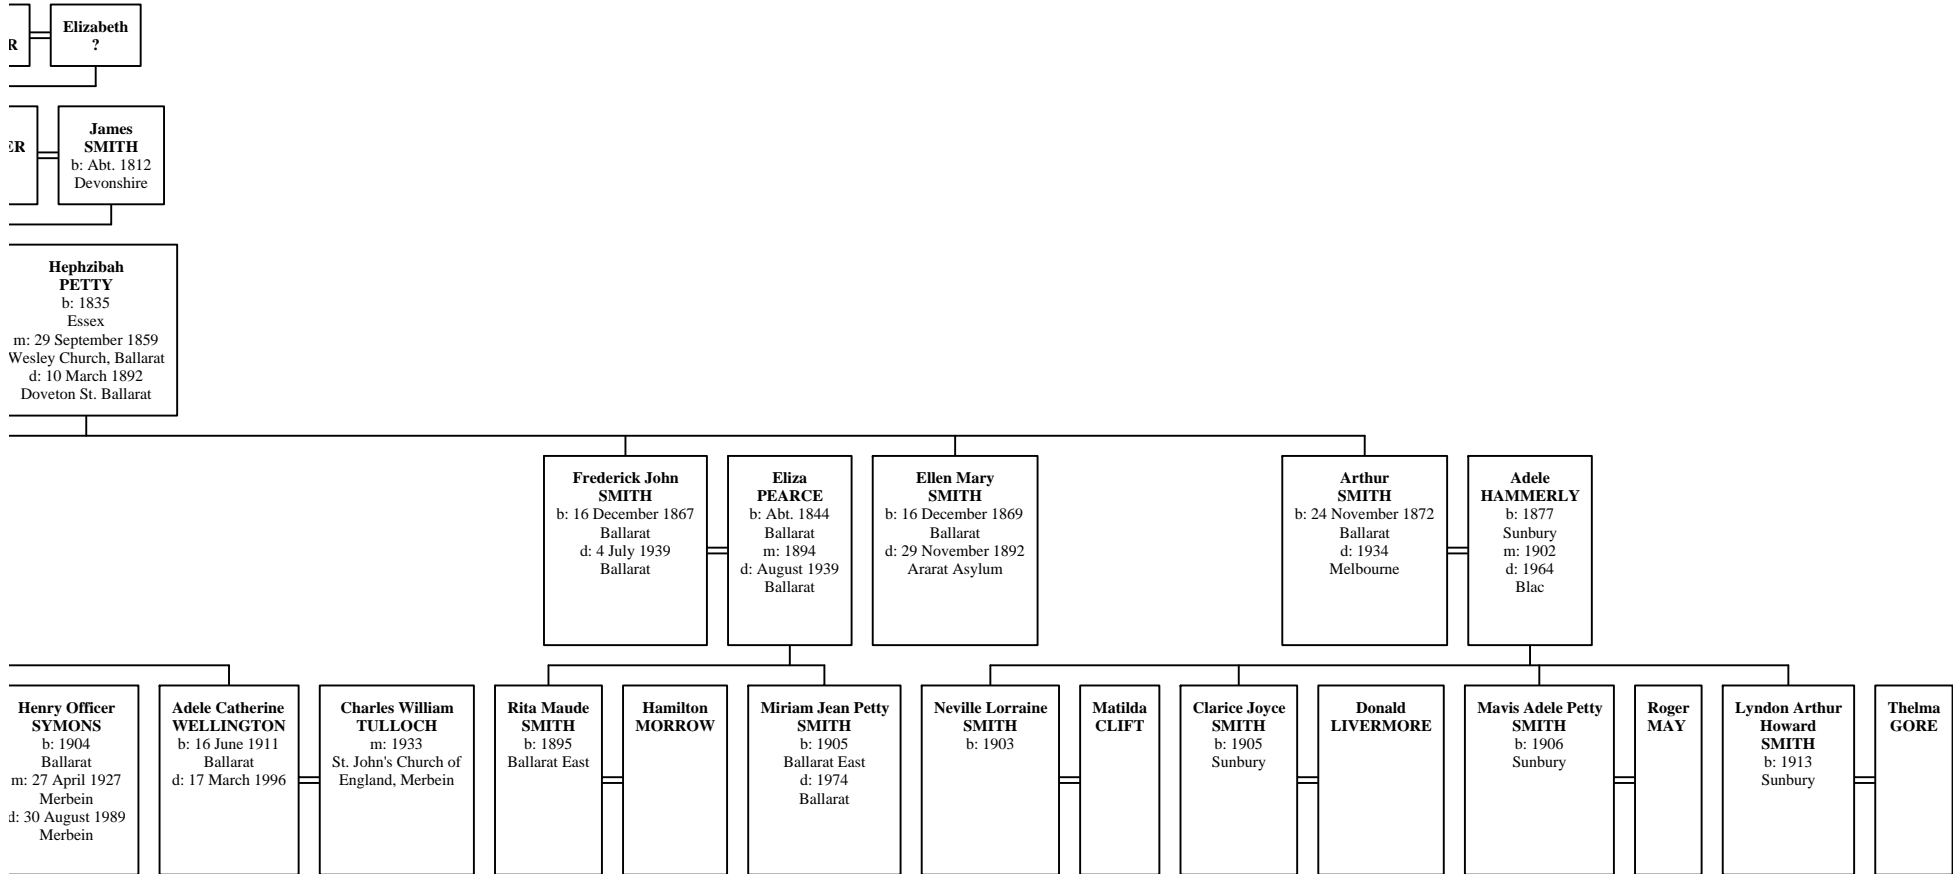 R
Elizabeth
?
ER
James
SMITH
b: Abt. 1812
Devonshire
Hephzibah
PETTY
b: 1835
Essex
m: 29 September 1859
Wesley Church, Ballarat
d: 10 March 1892
Doveton St. Ballarat
Frederick John
SMITH
b: 16 December 1867
Ballarat
d: 4 July 1939
Ballarat
Eliza
PEARCE
b: Abt. 1844
Ballarat
m: 1894
d: August 1939
Ballarat
Ellen Mary
SMITH
b: 16 December 1869
Ballarat
d: 29 November 1892
Ararat Asylum
Arthur
SMITH
b: 24 November 1872
Ballarat
d: 1934
Melbourne
Adele
HAMMERLY
b: 1877
Sunbury
m: 1902
d: 1964
Blac
Henry Officer
SYMONS
b: 1904
Ballarat
m: 27 April 1927
Merbein
d: 30 August 1989
Merbein
Adele Catherine
WELLINGTON
b: 16 June 1911
Ballarat
d: 17 March 1996
Charles William
TULLOCH
m: 1933
St. John's Church of
England, Merbein
Rita Maude
SMITH
b: 1895
Ballarat East
Hamilton
MORROW
Miriam Jean Petty
SMITH
b: 1905
Ballarat East
d: 1974
Ballarat
Neville Lorraine
SMITH
b: 1903
Matilda
CLIFT
Clarice Joyce
SMITH
b: 1905
Sunbury
Donald
LIVERMORE
Mavis Adele Petty
SMITH
b: 1906
Sunbury
Roger
MAY
Lyndon Arthur
Howard
SMITH
b: 1913
Sunbury
Thelma
GORE